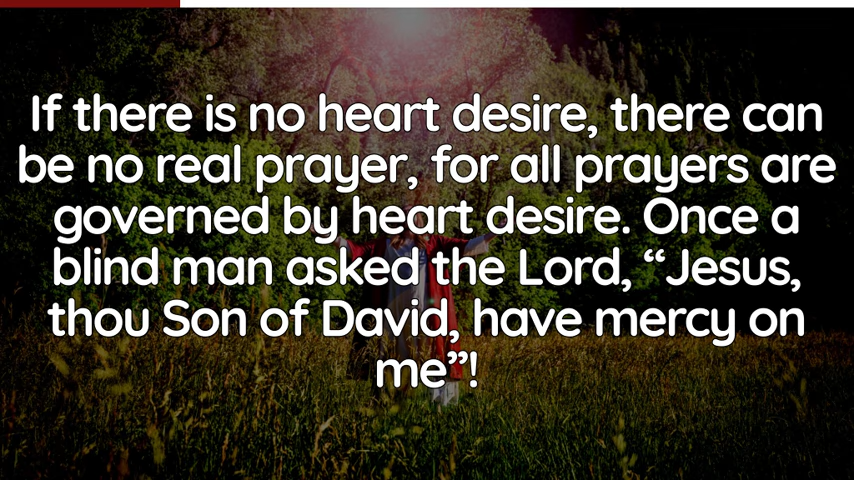 If there is no heart desire, there can
be no real prayer, for all prayers are
governed by heart desire. Once a
blind man asked the Lord, “Jesus,
thou Son of David, have mercy on
me”!